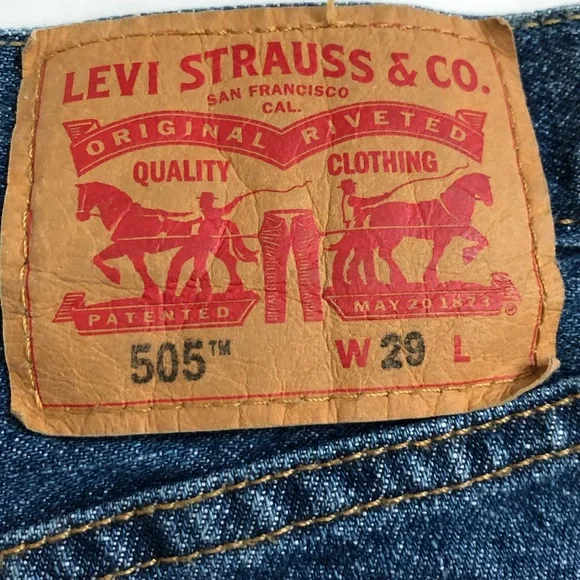 LEVI STRAUSS & CO.
SAN FRANCISCO
CAL.
ORIGINAL RIVETED
QUALITY CLOTHING
PATENTED MAY 20 1873 ®
505™ W 29 L